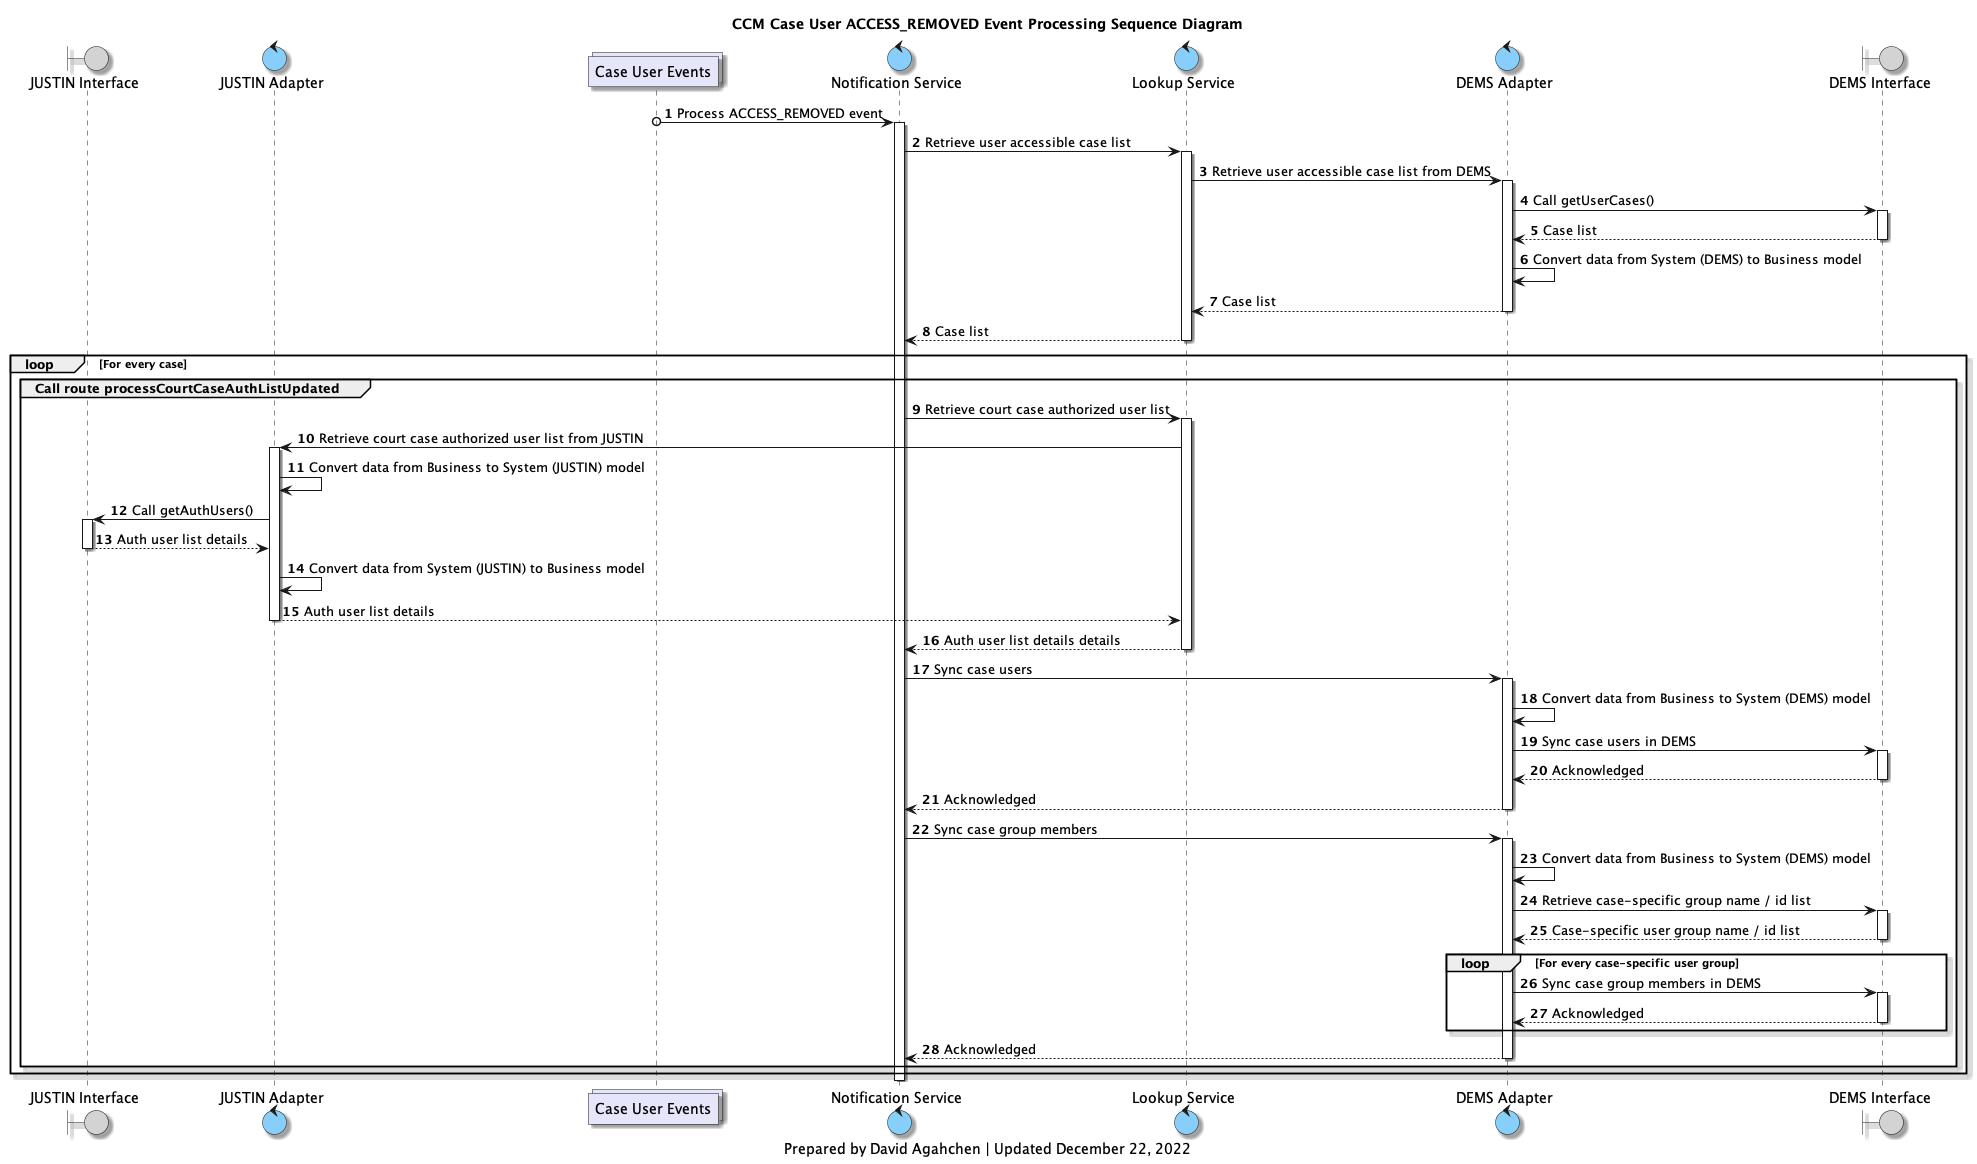 CCM Case User ACCESS_REMOVED Event Processing Sequence Diagram
JUSTIN Interface
JUSTIN Adapter
Case User Events
Notification Service
Lookup Service
DEMS Adapter
DEMS Interface
1 Process ACCESS_REMOVED event
2 Retrieve user accessible case list
3 Retrieve user accessible case list from DEMS
4 Call getUserCases()
5 Case list
6 Convert data from System (DEMS) to Business model
7 Case list
8 Case list
loop [For every case]
Call route processCourtCaseAuthListUpdated
9 Retrieve court case authorized user list
10 Retrieve court case authorized user list from JUSTIN
11 Convert data from Business to System (JUSTIN) model
12 Call getAuthUsers()
13 Auth user list details
14 Convert data from System (JUSTIN) to Business model
15 Auth user list details
16 Auth user list details details
17 Sync case users
18 Convert data from Business to System (DEMS) model
19 Sync case users in DEMS
20 Acknowledged
21 Acknowledged
22 Sync case group members
23 Convert data from Business to System (DEMS) model
24 Retrieve case-specific group name / id list
25 Case-specific user group name / id list
loop [For every case-specific user group]
26 Sync case group members in DEMS
27 Acknowledged
28 Acknowledged
JUSTIN Interface
JUSTIN Adapter
Case User Events
Notification Service
Lookup Service
DEMS Adapter
DEMS Interface
Prepared by David Agahchen | Updated December 22, 2022